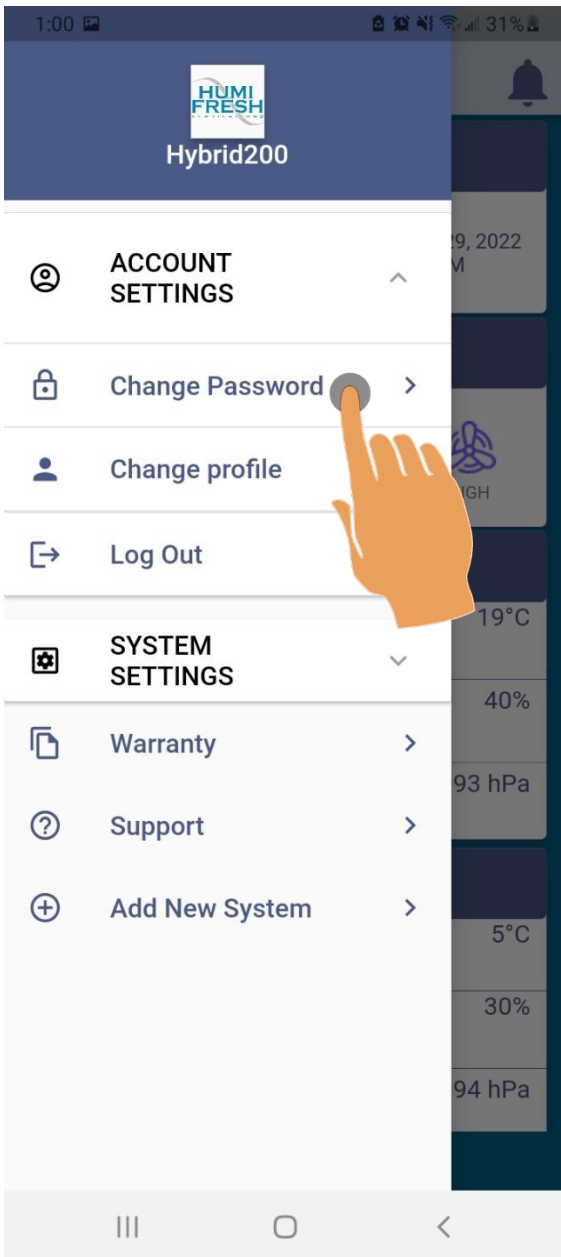 1:00 31%
HUMI
FRESH
Hybrid200
ACCOUNT
SETTINGS
29, 2022
M
Change Password
Change profile
IGH
Log Out
19°C
SYSTEM
SETTINGS
40%
Warranty
93 hPa
Support
Add New System
5°C
30%
94 hPa